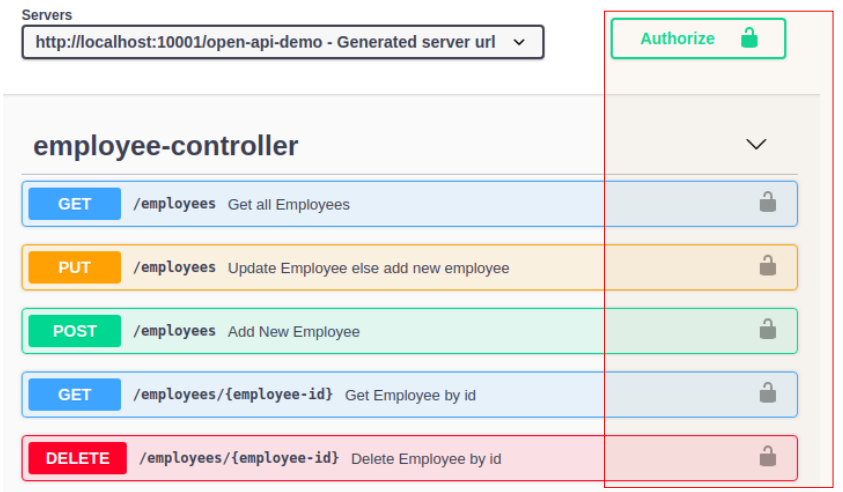 Servers
http://localhost:10001/open-api-demo - Generated server url
Authorize
employee-controller
GET /employees Get all Employees
PUT /employees Update Employee else add new employee
POST /employees Add New Employee
GET /employees/{employee-id} Get Employee by id
DELETE /employees/{employee-id} Delete Employee by id